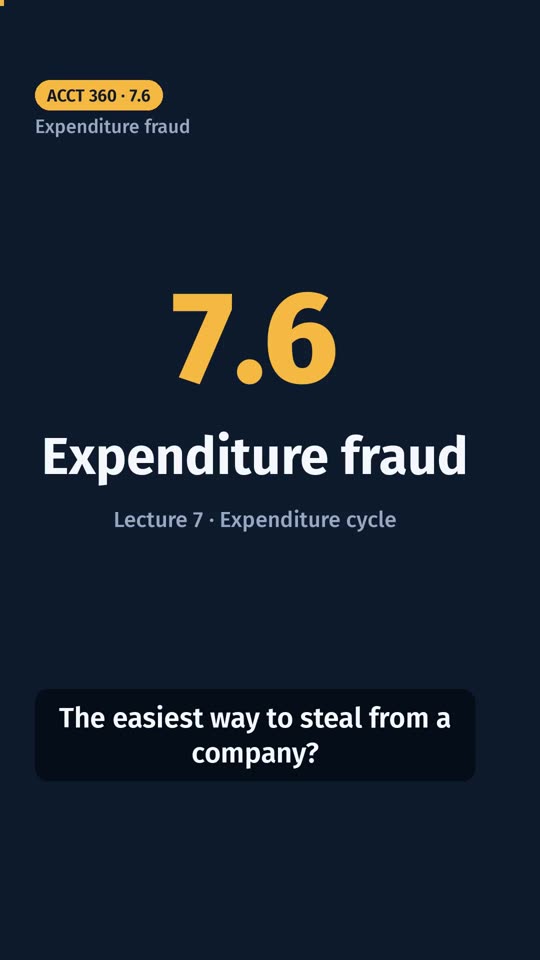 ACCT 360 · 7.6
Expenditure fraud
7.6
Expenditure fraud
Lecture 7 · Expenditure cycle
The easiest way to steal from a
company?